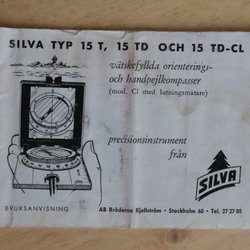 SILVA TYP 15 T, 15 TD OCH 15 TD-CL
vätskefyllda orienterings-
och handpejlkompasser
(mod. Cl med lutningsmätare)
precisionsinstrument
från
SILVA
BRUKSANVISNING
AB Bröderna Kjellström • Stockholm 60 • Tel. 27 27 05